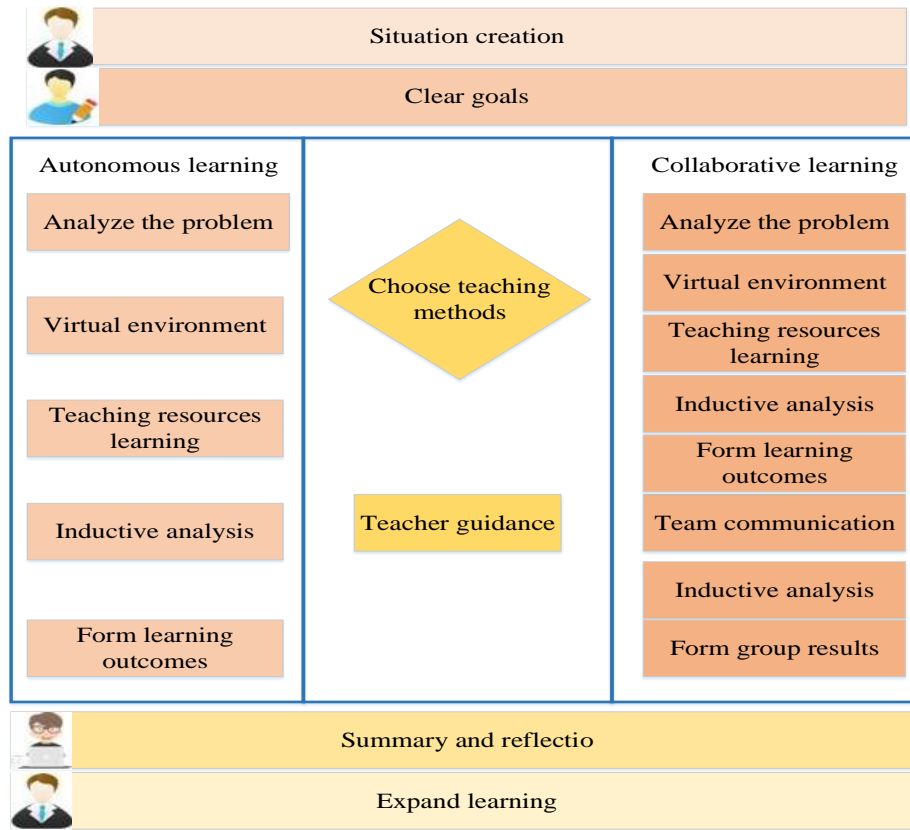 Situation creation
Clear goals
Autonomous learning
Analyze the problem
Virtual environment
Teaching resources
learning
Inductive analysis
Form learning
outcomes
Choose teaching
methods
Teacher guidance
Collaborative learning
Analyze the problem
Virtual environment
Teaching resources
learning
Inductive analysis
Form learning
outcomes
Team communication
Inductive analysis
Form group results
Summary and reflectio
Expand learning